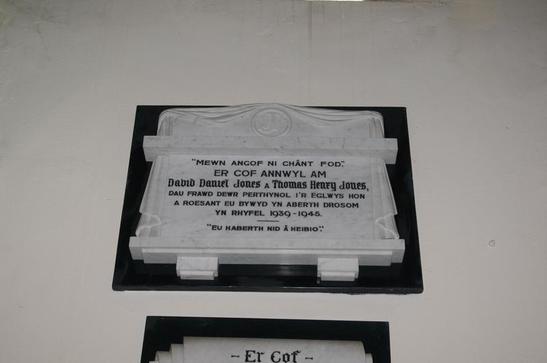 "MEWN ANGOF NI CHÂNT FOD."
ER COF ANNWYL AM
David Daniel Jones A Thomas Henry Jones,
DAU FRAWD DEWR PERTHYNOL I'R EGLWYS HON
A ROESANT EU BYWYD YN ABERTH DROSOM
YN RHYFEL 1939-1945.
"EU HABERTH NID Â HEIBIO".
- Er Cof -